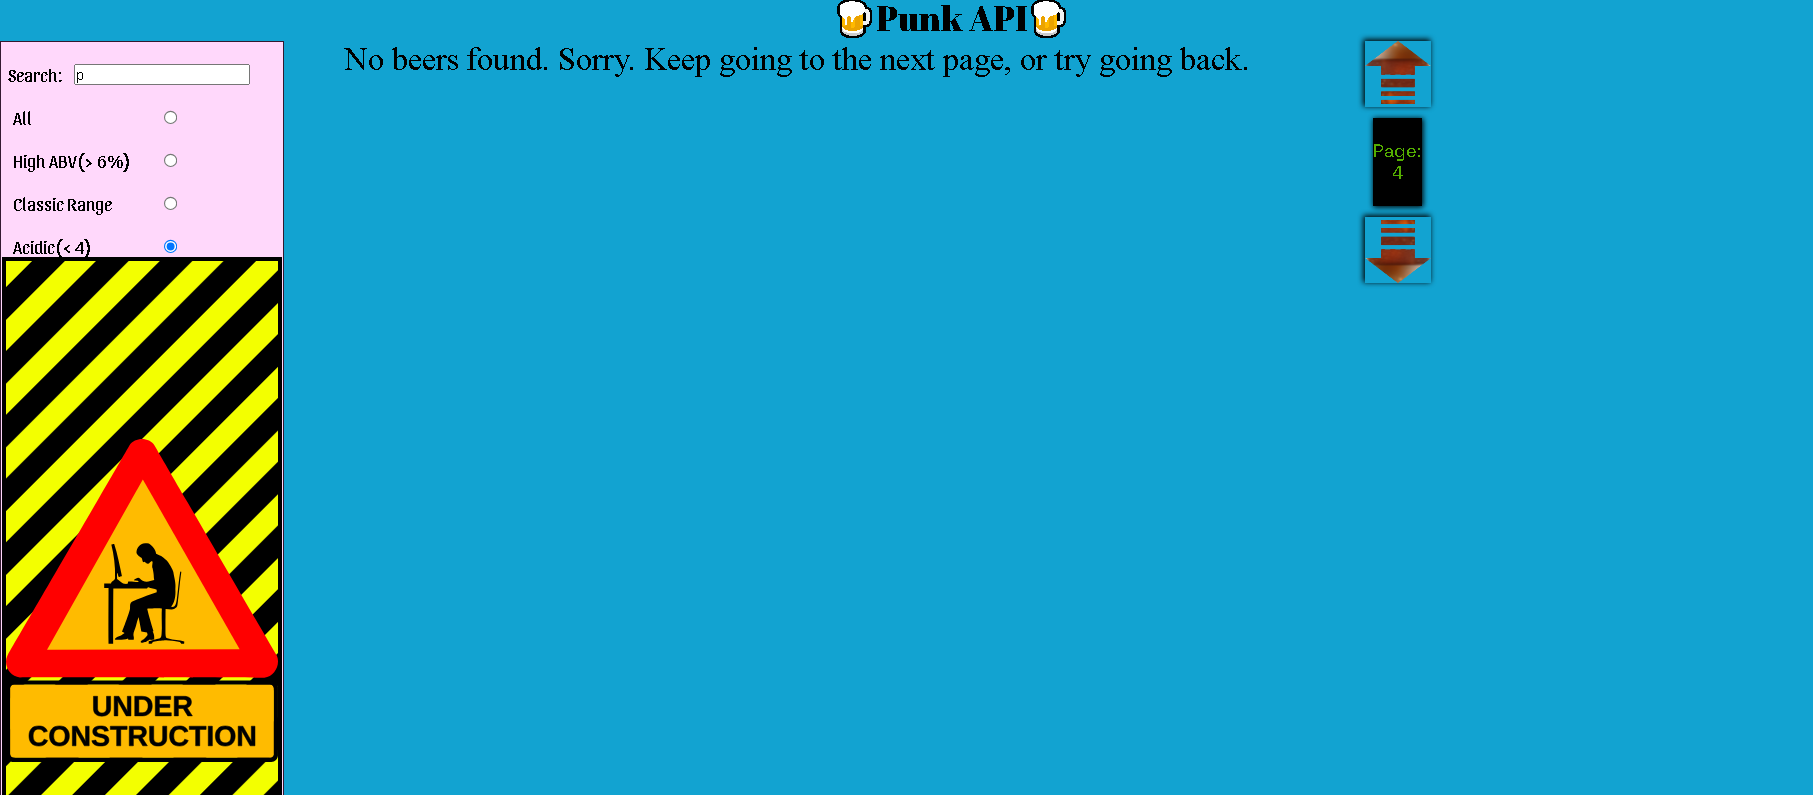 Punk API
Search: p
No beers found. Sorry. Keep going to the next page, or try going back.
All
High ABV(> 6%)
Classic Range
Acidic(< 4)
Page:
4
UNDER
CONSTRUCTION